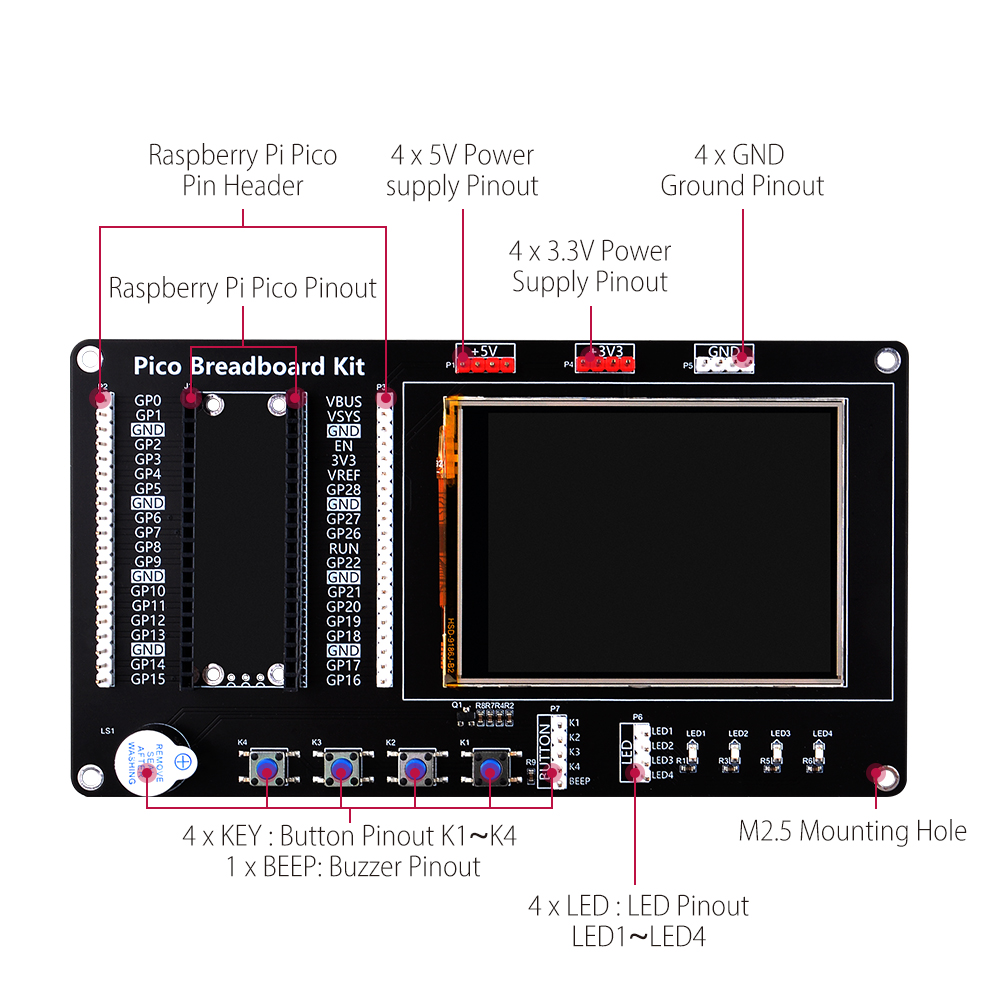 Raspberry Pi Pico
Pin Header
4 x 5V Power
supply Pinout
4 x GND
Ground Pinout
4 x 3.3V Power
Supply Pinout
Raspberry Pi Pico Pinout
Pico Breadboard Kit
+5V
P1
+3V3
P4
GND
P5
P2
P3
GP0
GP1
GND
GP2
GP3
GP4
GP5
GND
GP6
GP7
GP8
GP9
GND
GP10
GP11
GP12
GP13
GND
GP14
GP15
VBUS
VSYS
GND
EN
3V3
VREF
GP28
GND
GP27
GP26
RUN
GP22
GND
GP21
GP20
GP19
GP18
GND
GP17
GP16
HSD-9186J-B2
LS1
REMOVE
AFTER
WASHING
K4
K3
K2
K1
Q1
R8R7R4R2
R9
P7
BUTTON
K1
K2
K3
K4
BEEP
P6
LED
LED1
LED2
LED3
LED4
LED1
LED2
LED3
LED4
R1
R3
R5
R6
4 x KEY : Button Pinout K1~K4
1 x BEEP: Buzzer Pinout
M2.5 Mounting Hole
4 x LED : LED Pinout
LED1~LED4